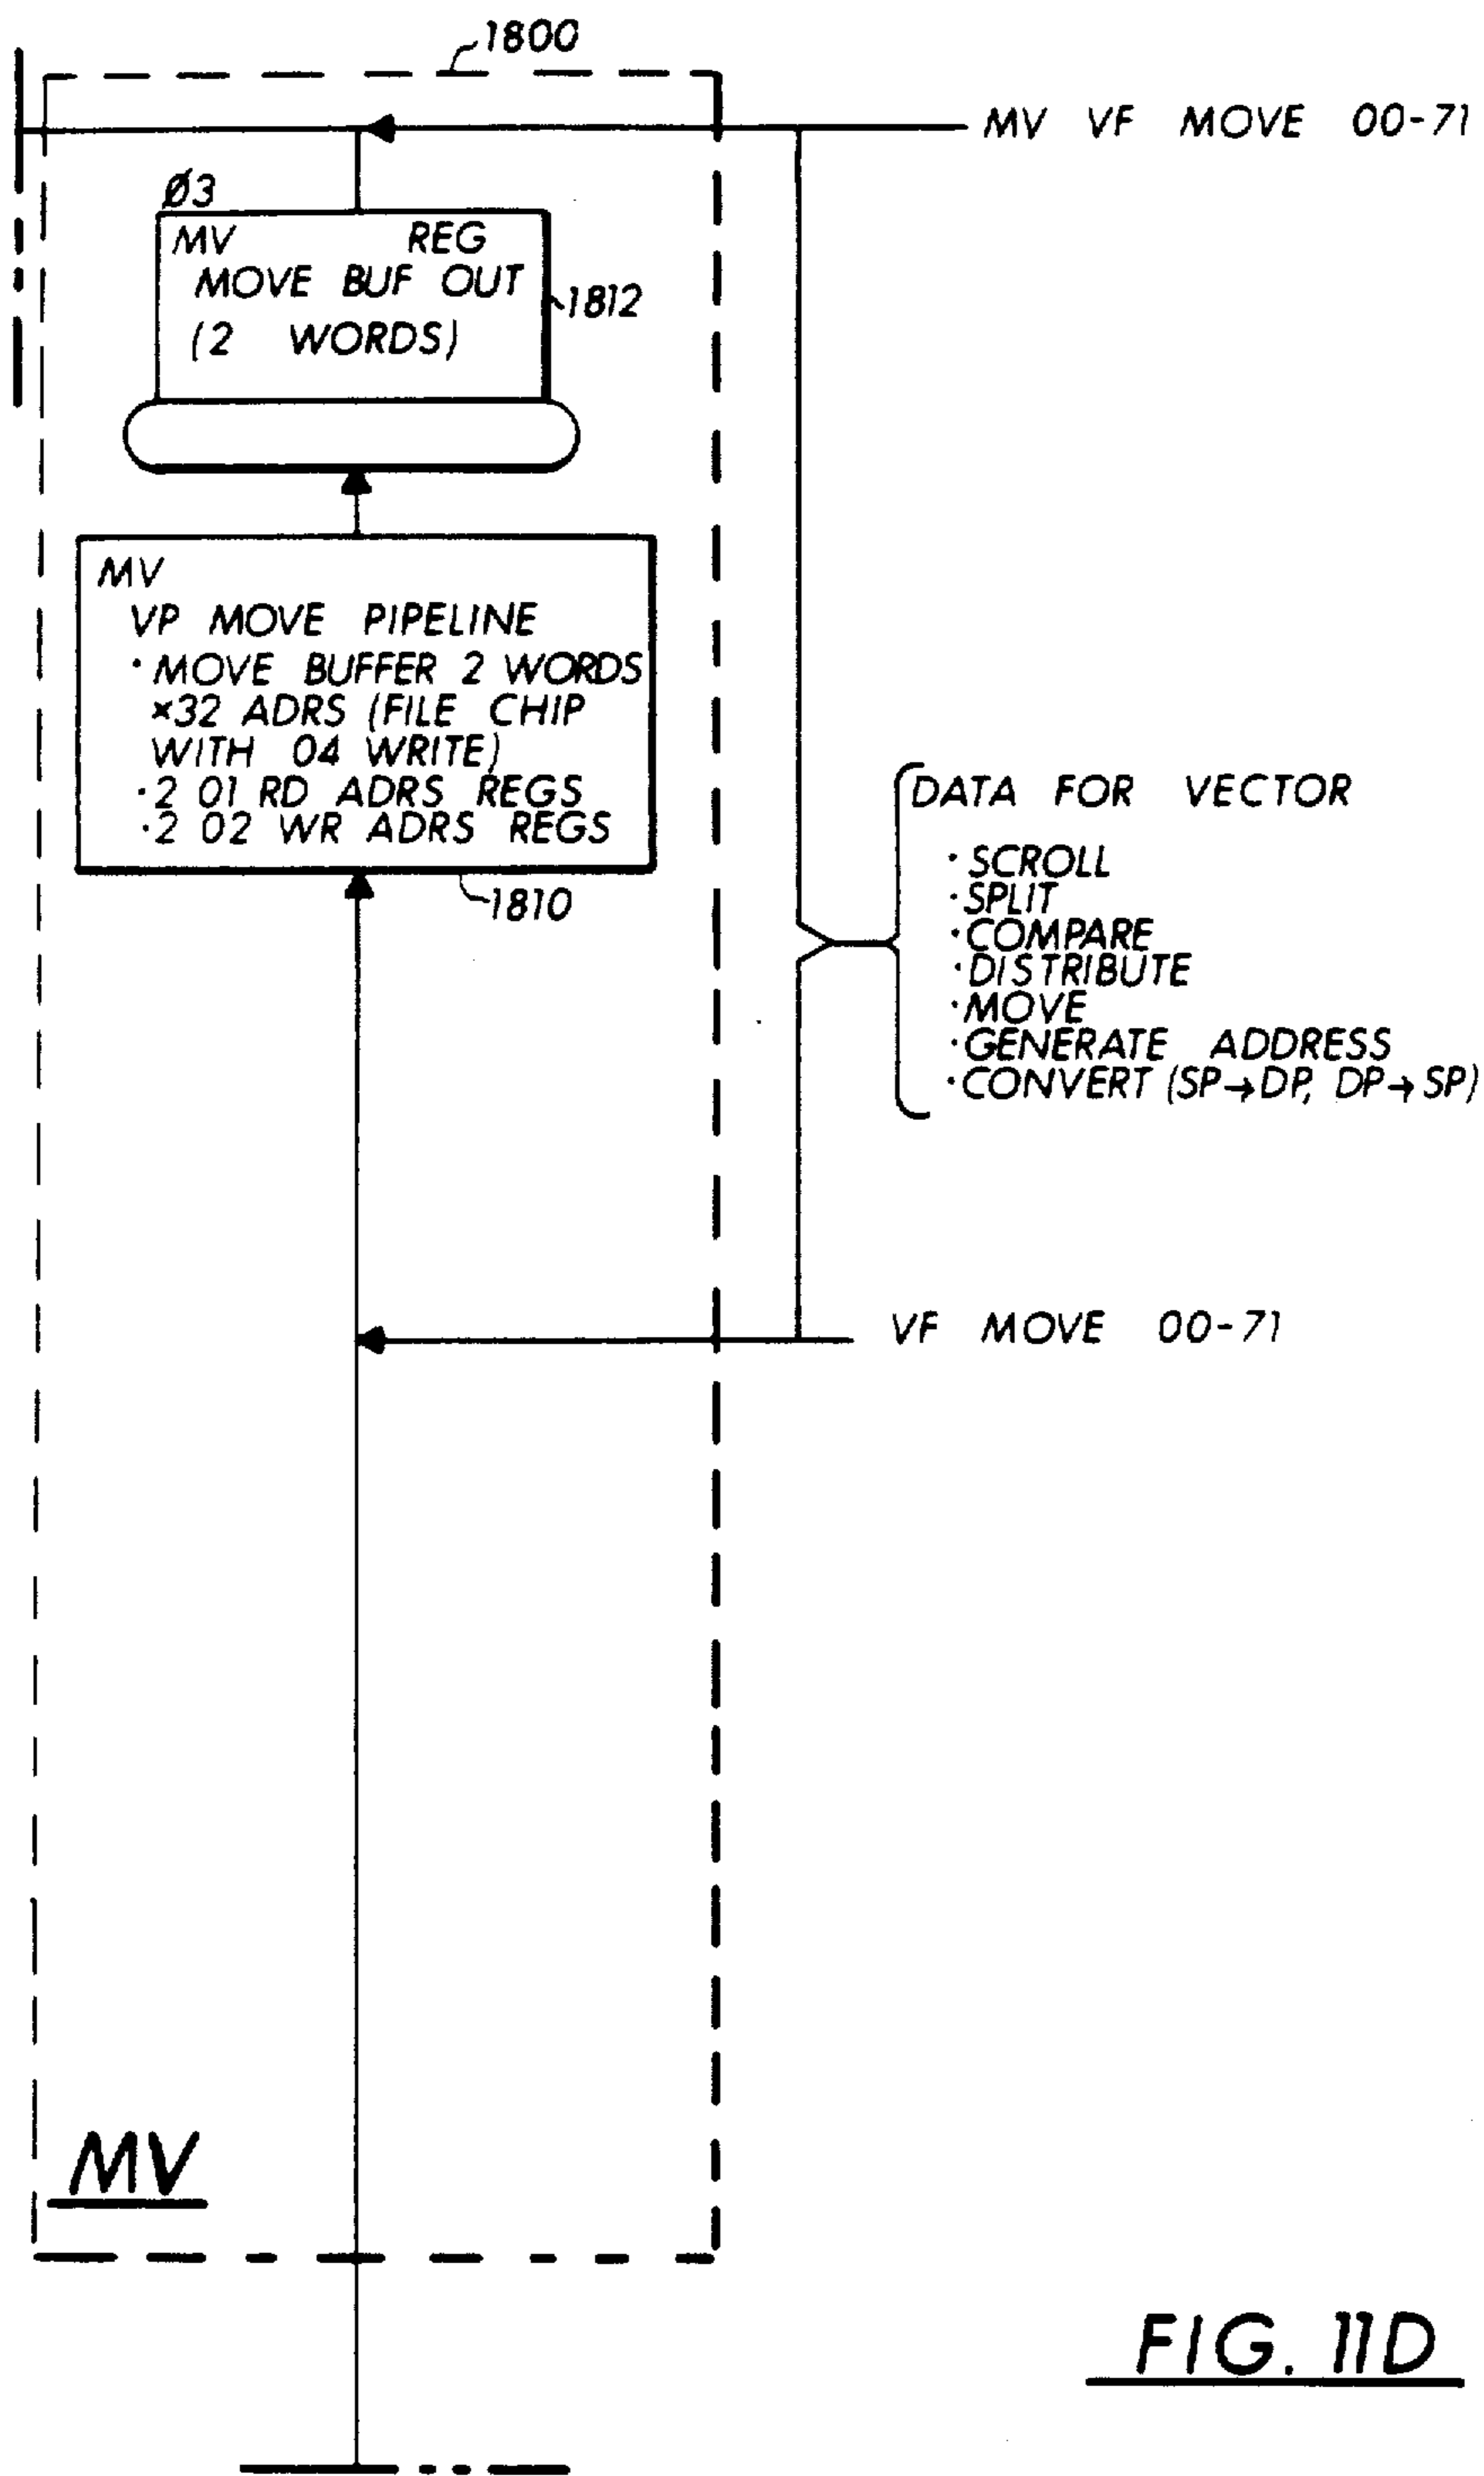 1800
MV VF MOVE 00-71
Ø3
MV REG
MOVE BUF OUT
(2 WORDS)
1812
MV
VP MOVE PIPELINE
·MOVE BUFFER 2 WORDS
×32 ADRS (FILE CHIP
WITH 04 WRITE)
·2 01 RD ADRS REGS
·2 02 WR ADRS REGS
1810
DATA FOR VECTOR
·SCROLL
·SPLIT
·COMPARE
·DISTRIBUTE
·MOVE
·GENERATE ADDRESS
·CONVERT (SP→DP, DP→SP)
VF MOVE 00-71
MV
FIG. 11D